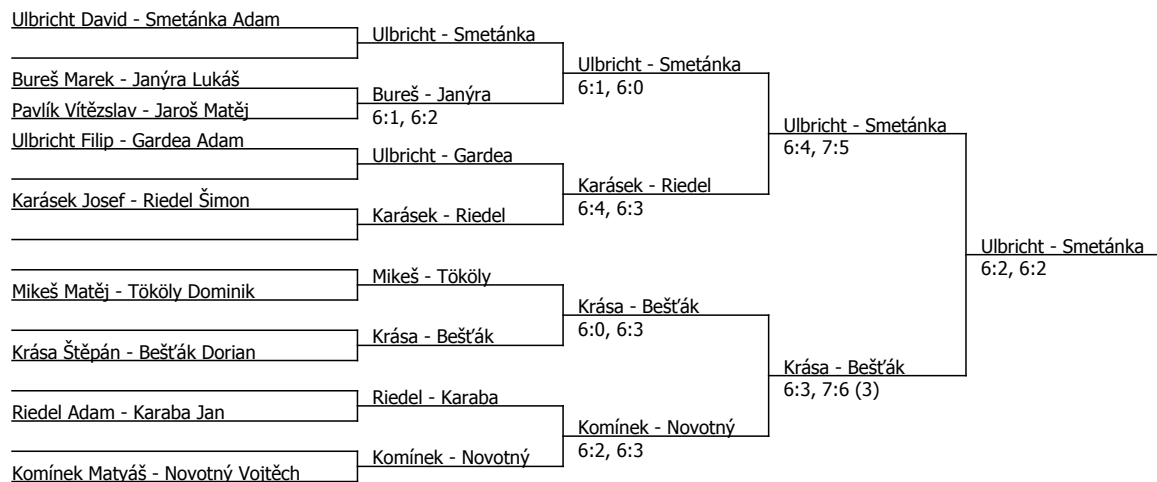 Ulbricht David - Smetánka Adam
Bureš Marek - Janýra Lukáš
Pavlík Vítězslav - Jaroš Matěj
Ulbricht Filip - Gardea Adam
Karásek Josef - Riedel Šimon
Mikeš Matěj - Tököly Dominik
Krása Štěpán - Bešťák Dorian
Riedel Adam - Karaba Jan
Komínek Matyáš - Novotný Vojtěch
Ulbricht - Smetánka
Bureš - Janýra
6:1, 6:2
Ulbricht - Gardea
Karásek - Riedel
Mikeš - Tököly
Krása - Bešťák
Riedel - Karaba
Komínek - Novotný
Ulbricht - Smetánka
6:1, 6:0
Karásek - Riedel
6:4, 6:3
Krása - Bešťák
6:0, 6:3
Komínek - Novotný
6:2, 6:3
Ulbricht - Smetánka
6:4, 7:5
Krása - Bešťák
6:3, 7:6 (3)
Ulbricht - Smetánka
6:2, 6:2